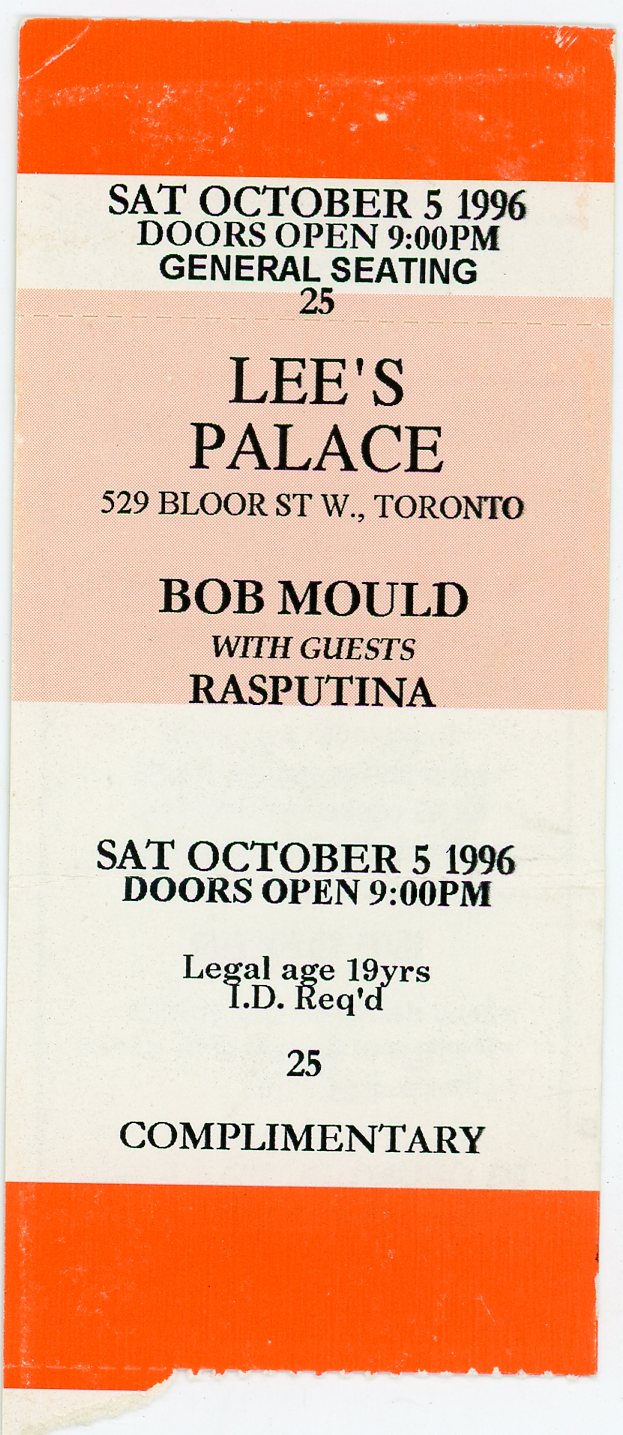 SAT OCTOBER 5 1996
DOORS OPEN 9:00PM
GENERAL SEATING
25
LEE'S
PALACE
529 BLOOR ST W., TORONTO
BOB MOULD
WITH GUESTS
RASPUTINA
SAT OCTOBER 5 1996
DOORS OPEN 9:00PM
Legal age 19yrs
I.D. Req'd
25
COMPLIMENTARY